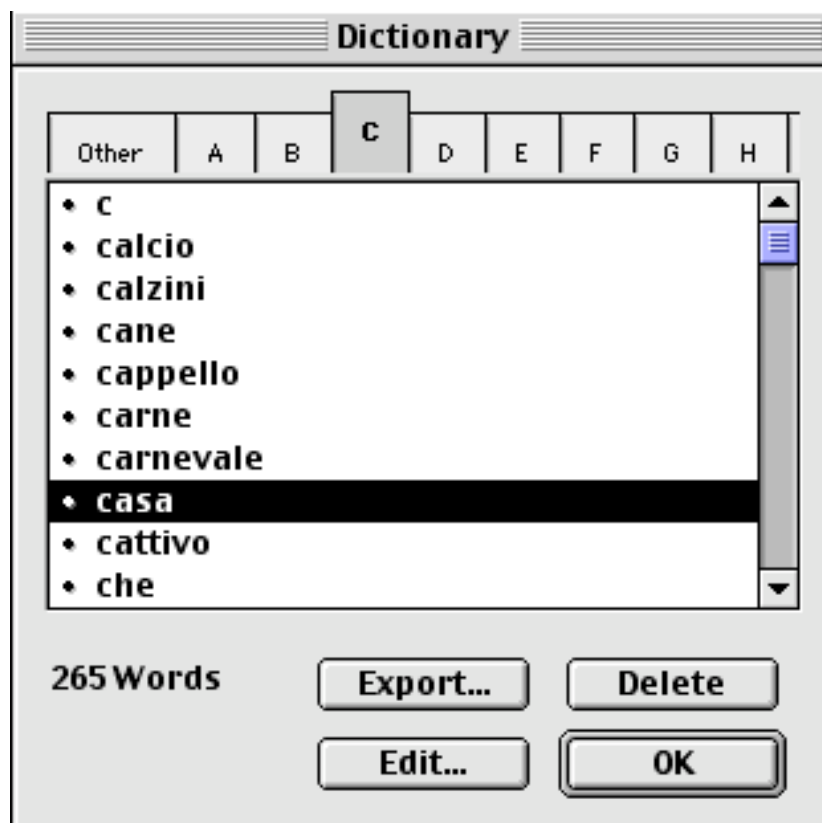 Dictionary
Other A B C D E F G H
• c
• calcio
• calzini
• cane
• cappello
• carne
• carnevale
• casa
• cattivo
• che
265 Words Export... Delete
Edit... OK